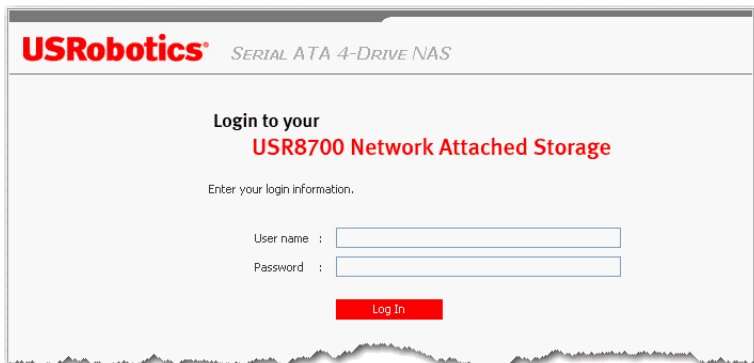 USRobotics® SERIAL ATA 4-DRIVE NAS
Login to your
USR8700 Network Attached Storage
Enter your login information.
User name :
Password :
Log In